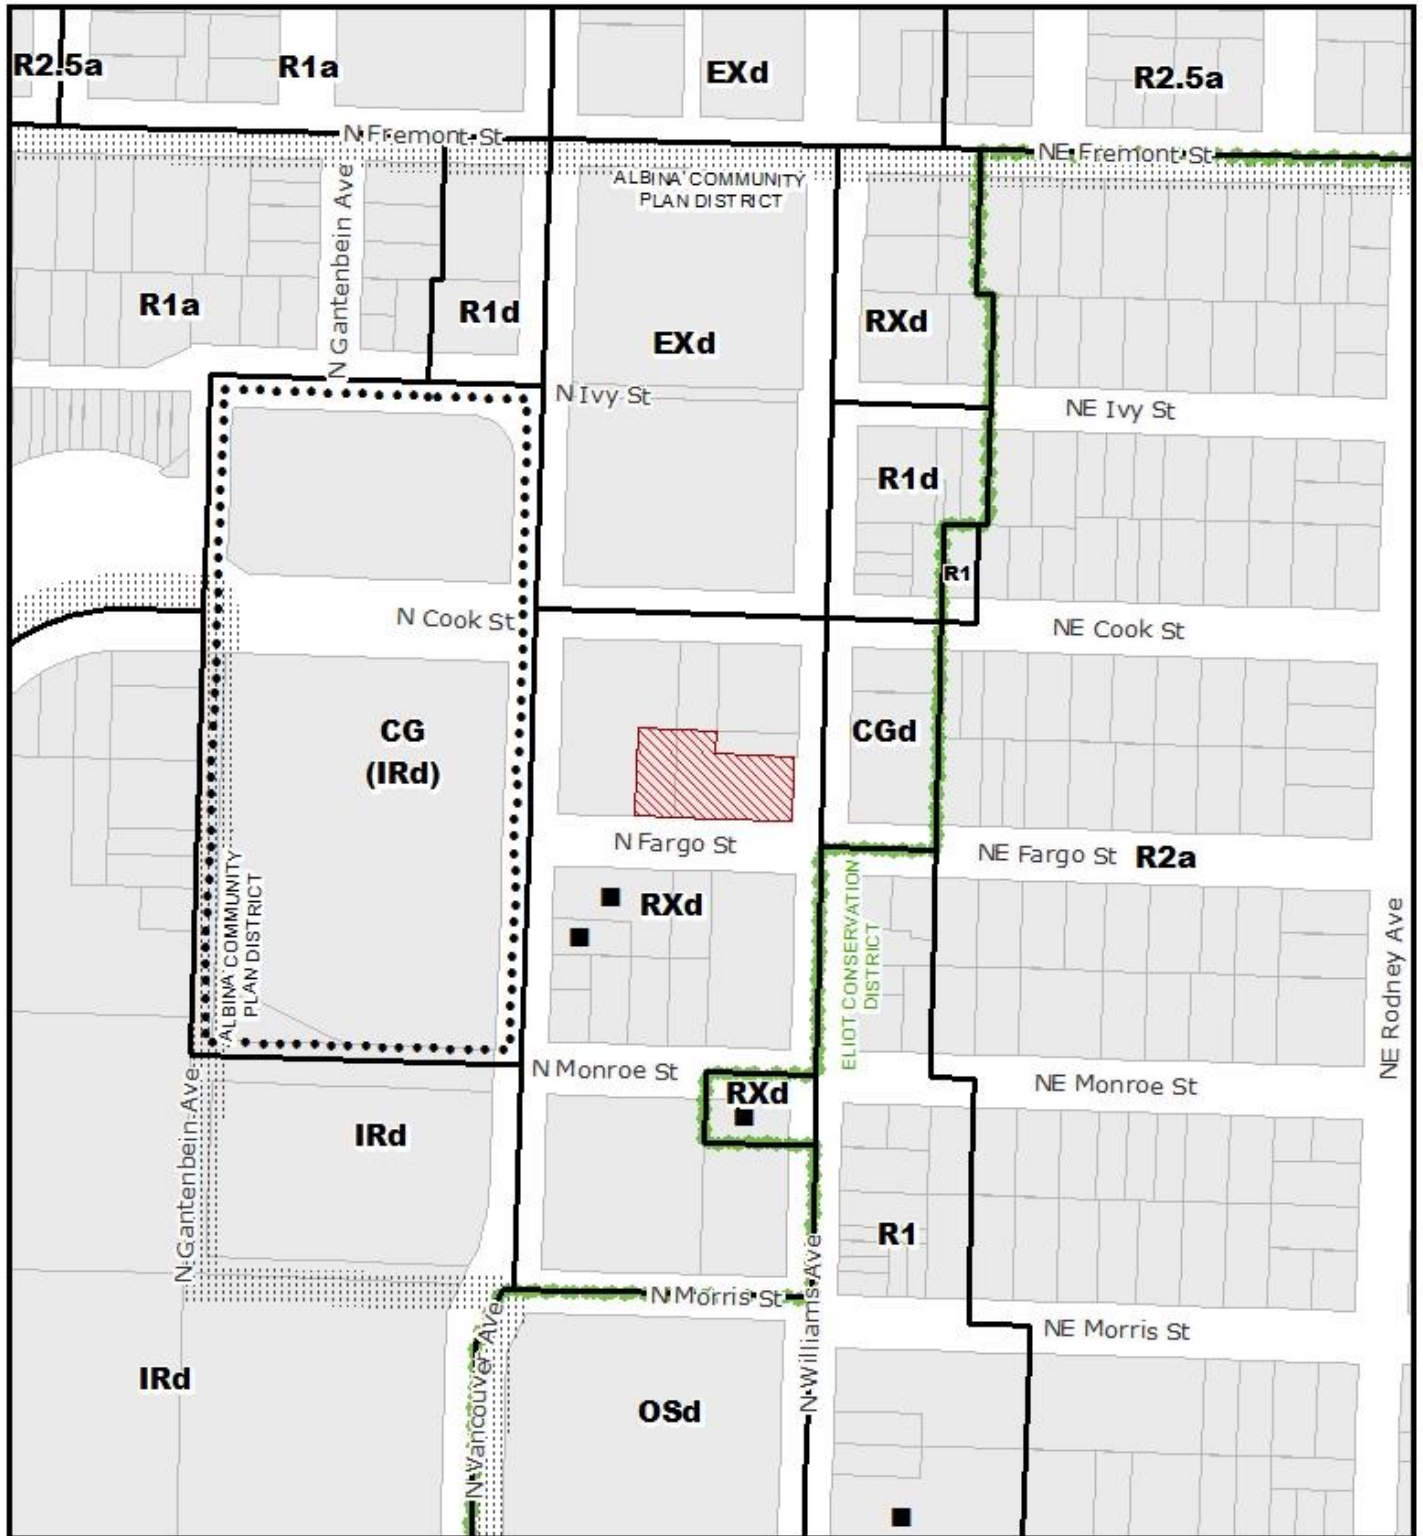 R2.5a
R1a
EXd
R2.5a
N Fremont St
NE Fremont St
ALBINA COMMUNITY
PLAN DISTRICT
N Gantenbein Ave
R1a
R1d
EXd
RXd
N Ivy St
NE Ivy St
R1d
R1
N Cook St
NE Cook St
CG
(IRd)
CGd
N Fargo St
NE Fargo St
R2a
RXd
ALBINA COMMUNITY
PLAN DISTRICT
ELIOT CONSERVATION
DISTRICT
NE Rodney Ave
N Monroe St
RXd
NE Monroe St
IRd
N Gantenbein Ave
R1
N Morris St
NE Morris St
N Vancouver Ave
N Williams Ave
IRd
OSd